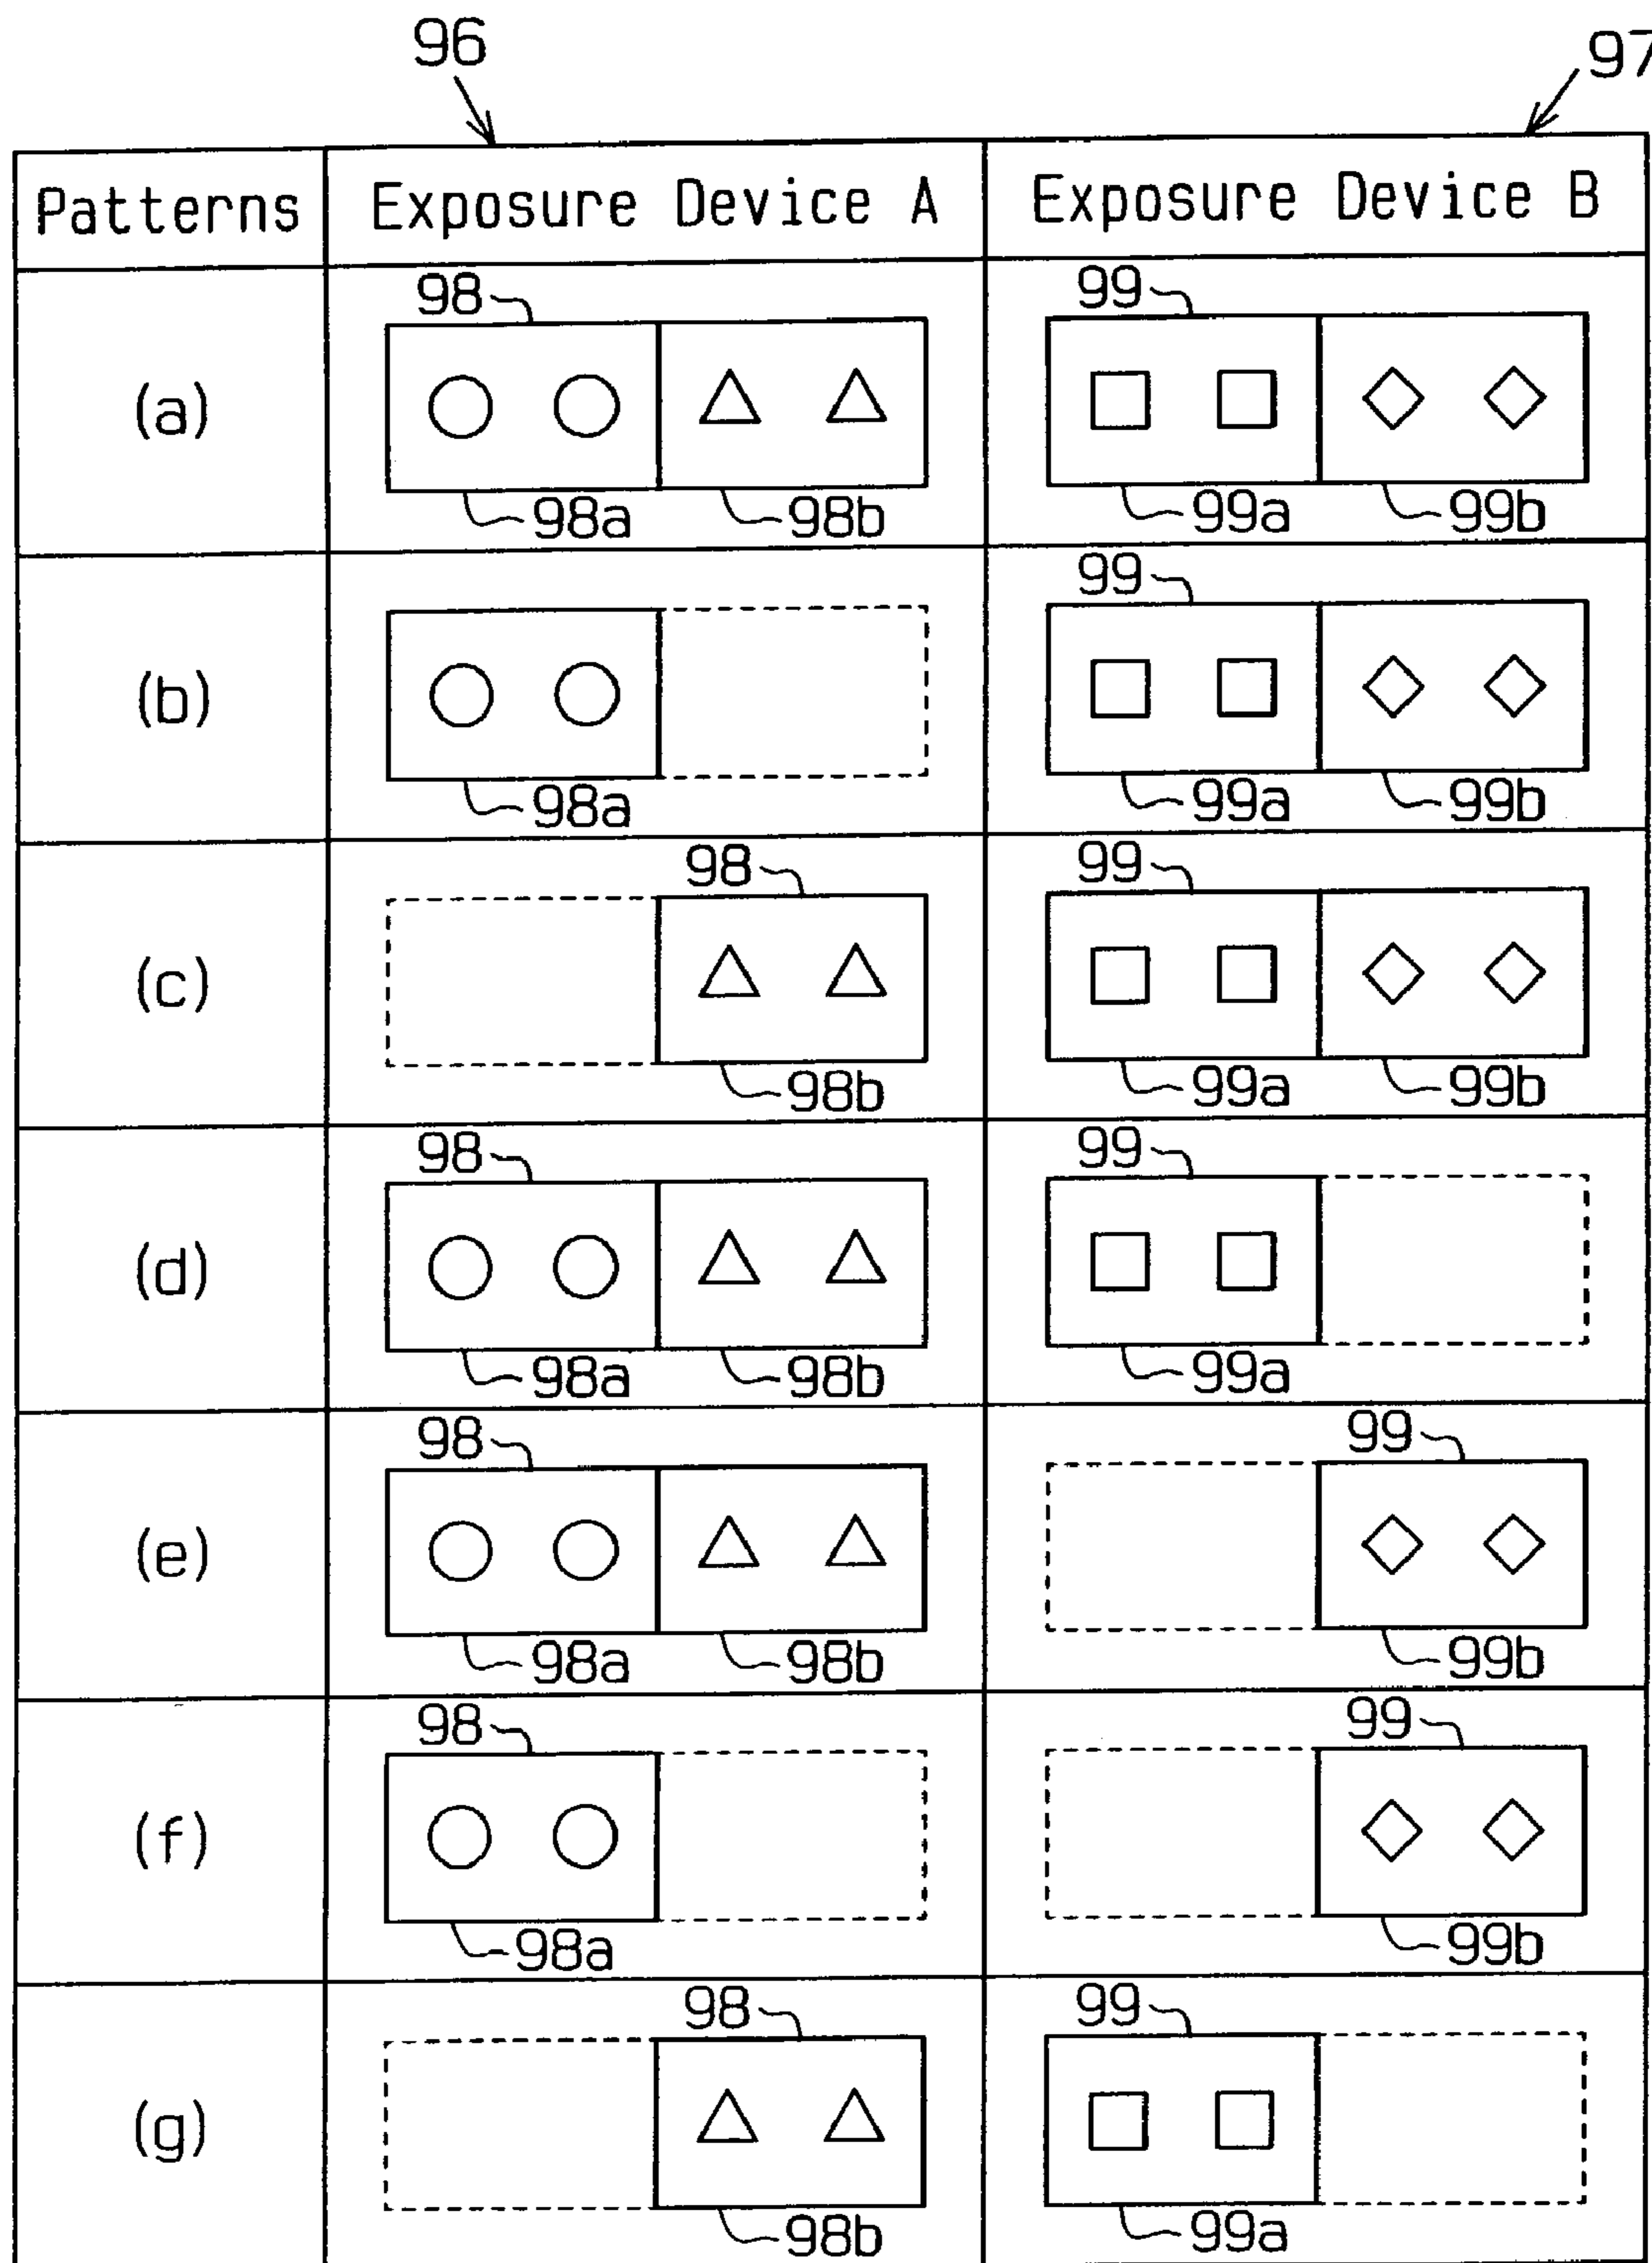 96 97
Patterns Exposure Device A Exposure Device B
98 99
(a)
98a 98b 99a 99b
99
(b)
98a 99a 99b
98 99
(c)
98b 99a 99b
98 99
(d)
98a 98b 99a
98 99
(e)
98a 98b 99b
98 99
(f)
98a 99b
98 99
(g)
98b 99a